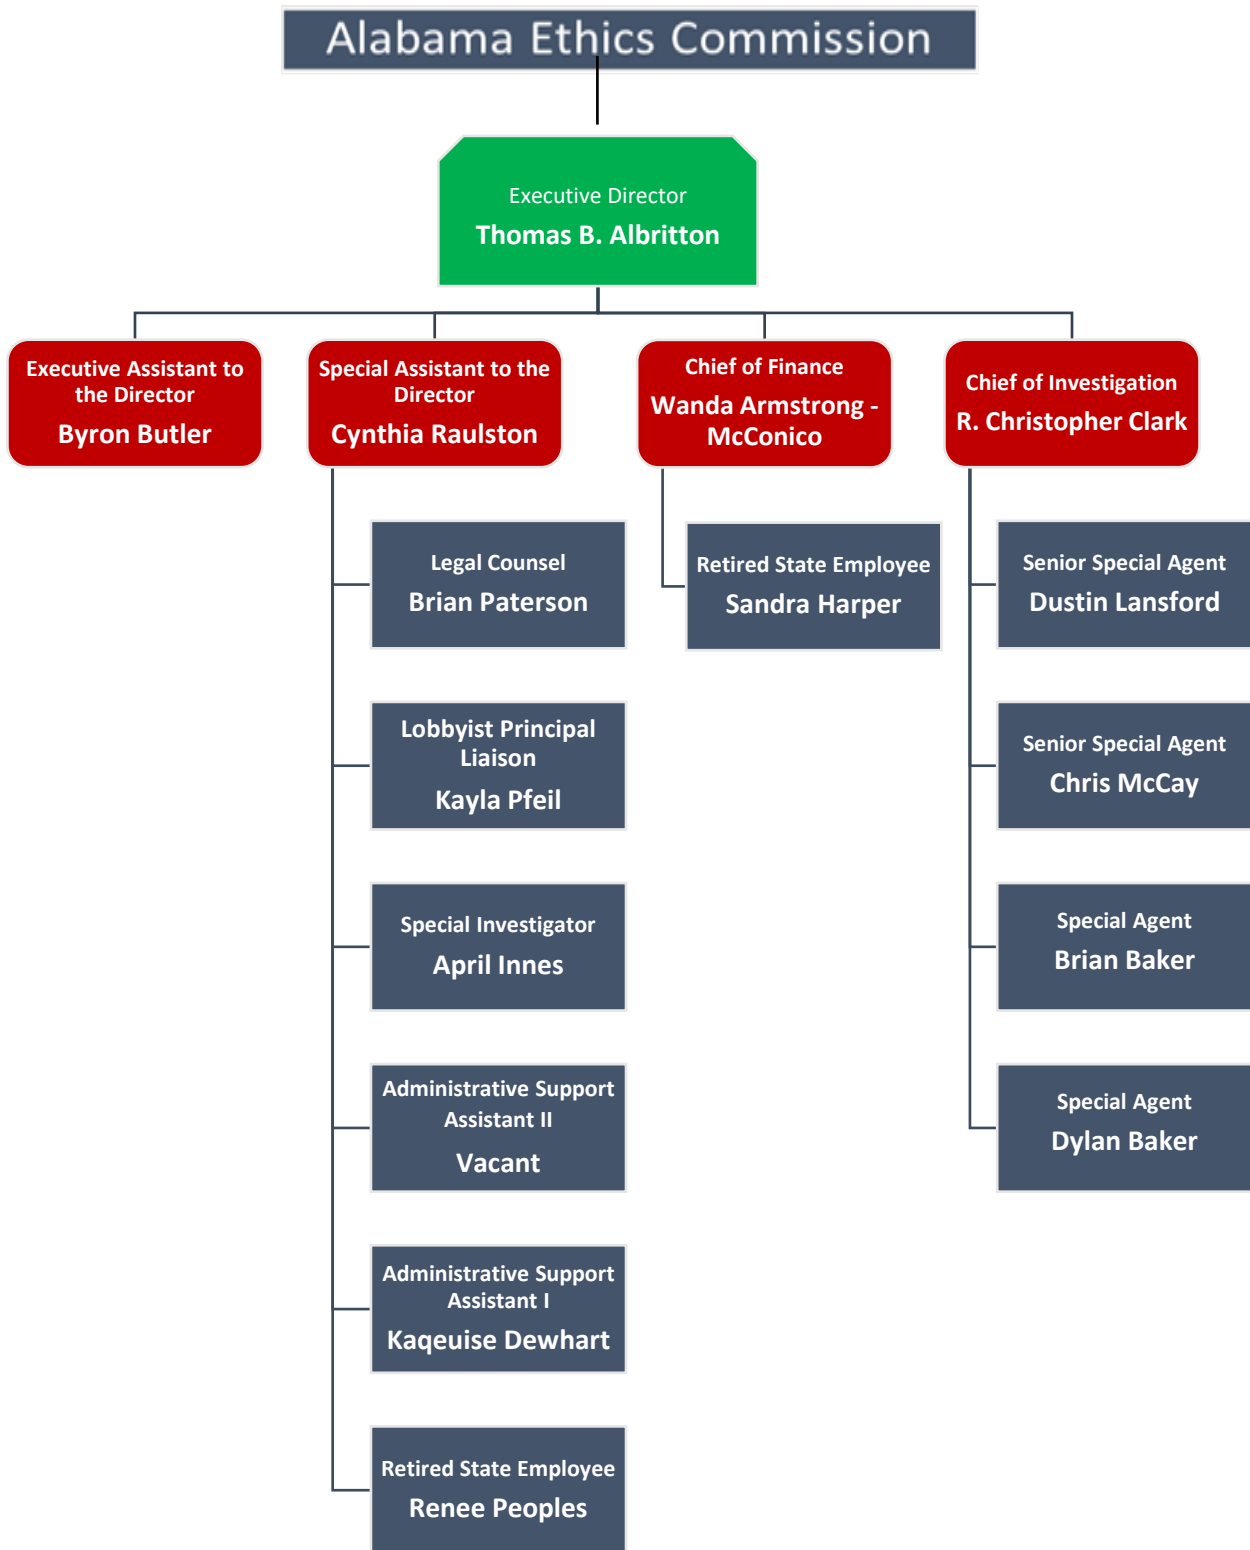 Alabama Ethics Commission
Executive Director
Thomas B. Albritton
Executive Assistant to
the Director
Byron Butler
Special Assistant to the
Director
Cynthia Raulston
Chief of Finance
Wanda Armstrong -
McConico
Chief of Investigation
R. Christopher Clark
Legal Counsel
Brian Paterson
Lobbyist Principal
Liaison
Kayla Pfeil
Special Investigator
April Innes
Administrative Support
Assistant II
Vacant
Administrative Support
Assistant I
Kaqeuise Dewhart
Retired State Employee
Renee Peoples
Retired State Employee
Sandra Harper
Senior Special Agent
Dustin Lansford
Senior Special Agent
Chris McCay
Special Agent
Brian Baker
Special Agent
Dylan Baker